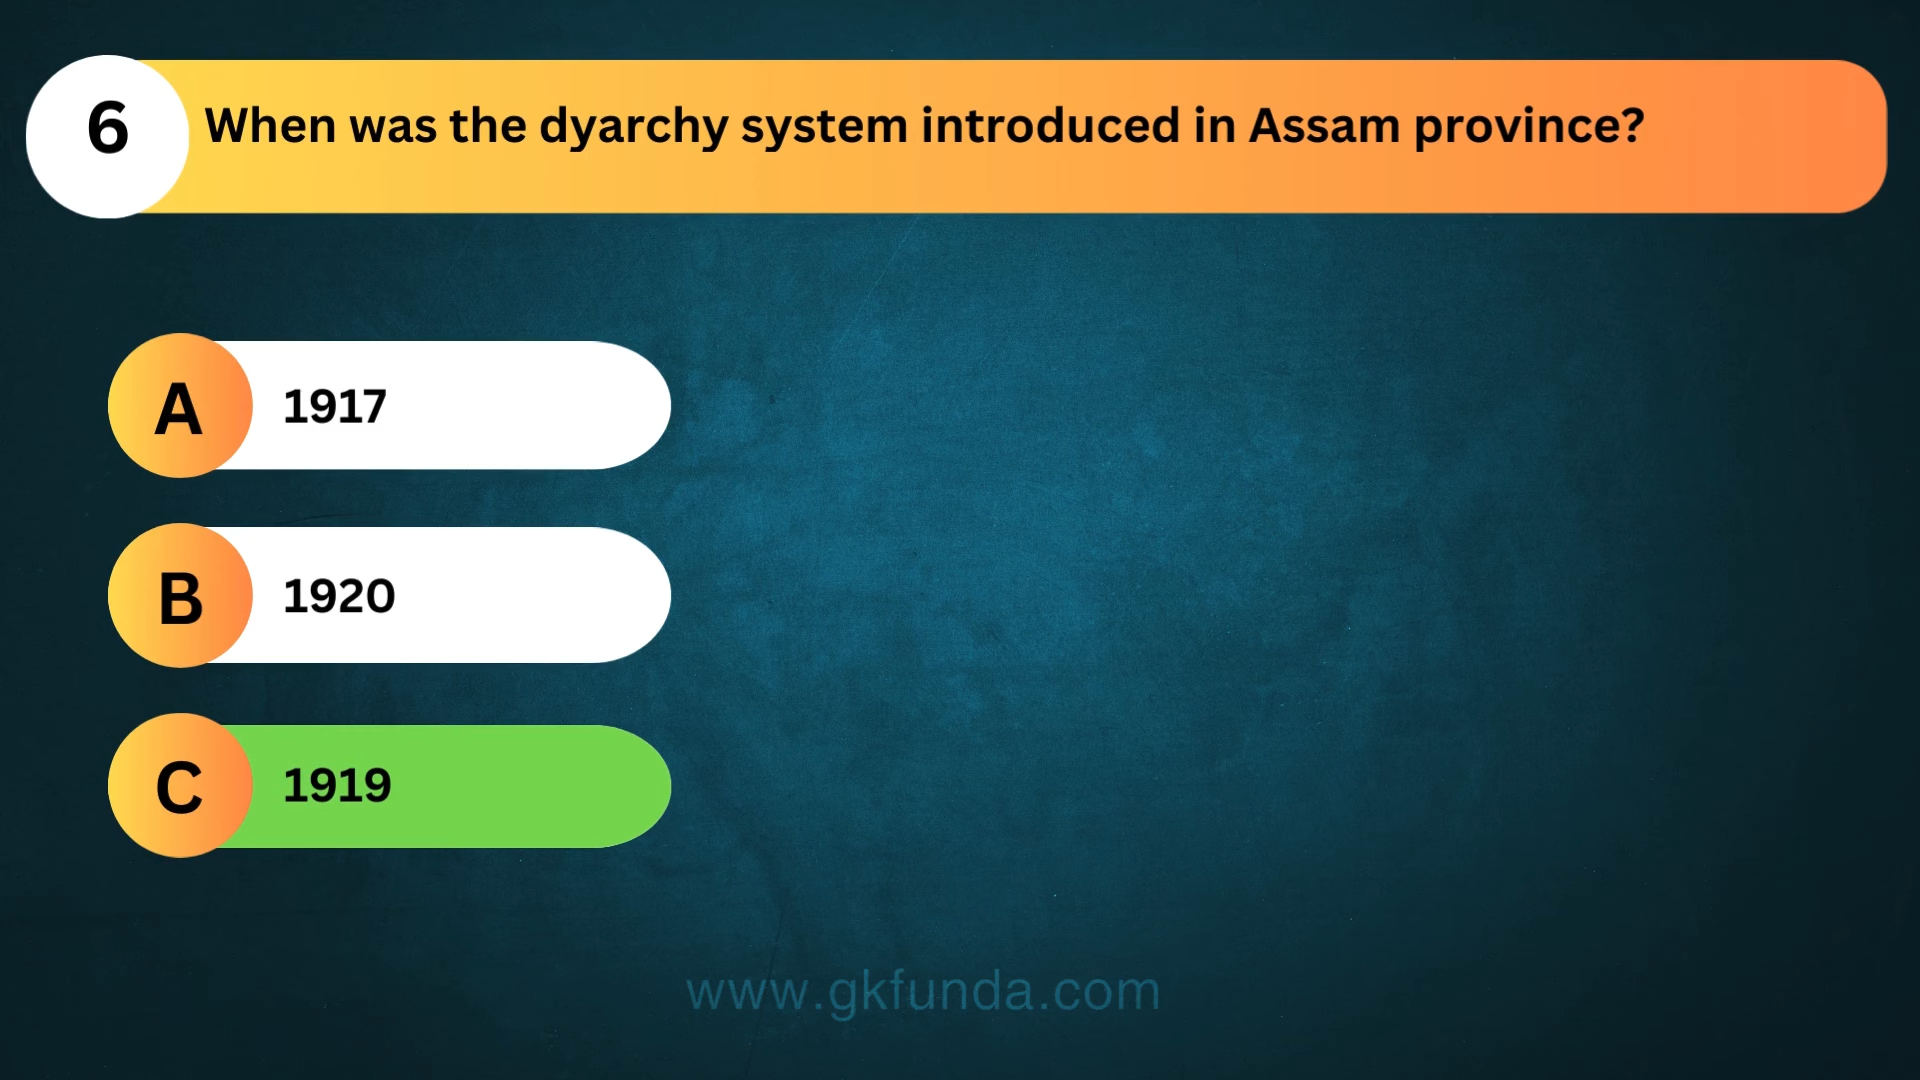 6
When was the dyarchy system introduced in Assam province?
A
1917
B
1920
C
1919
www.gkfunda.com